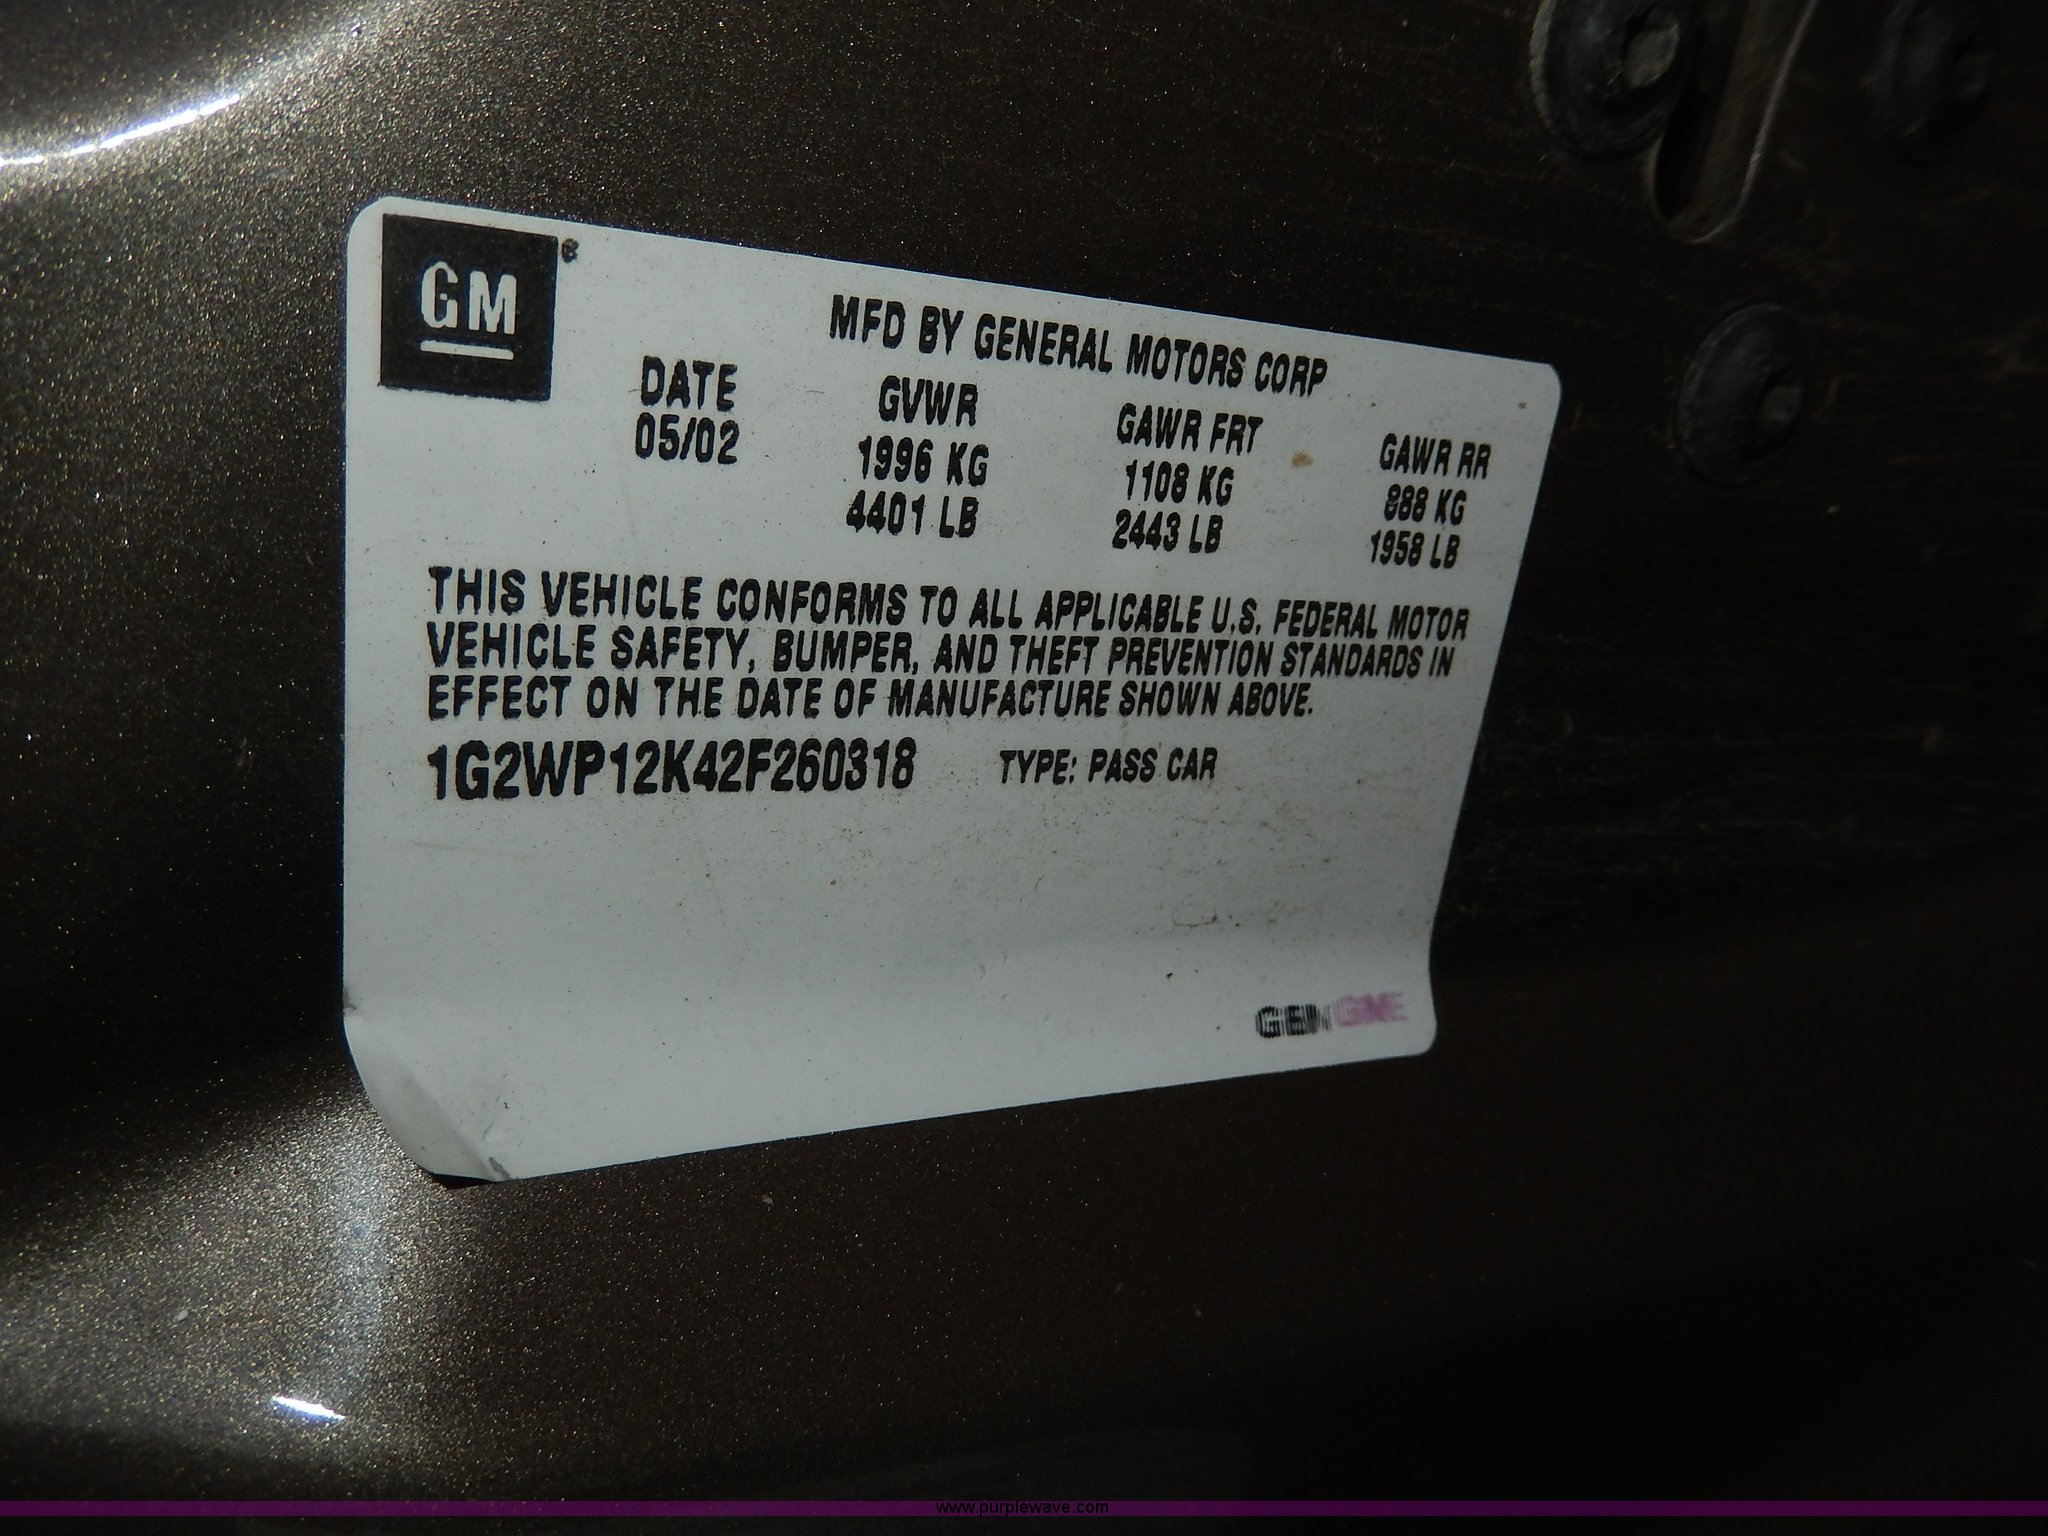 GM
MFD BY GENERAL MOTORS CORP
DATE GVWR GAWR FRT GAWR RR
05/02 1996 KG 1108 KG 888 KG
4401 LB 2443 LB 1958 LB
THIS VEHICLE CONFORMS TO ALL APPLICABLE U.S. FEDERAL MOTOR
VEHICLE SAFETY, BUMPER, AND THEFT PREVENTION STANDARDS IN
EFFECT ON THE DATE OF MANUFACTURE SHOWN ABOVE.
1G2WP12K42F260318 TYPE: PASS CAR
www.purplewave.com